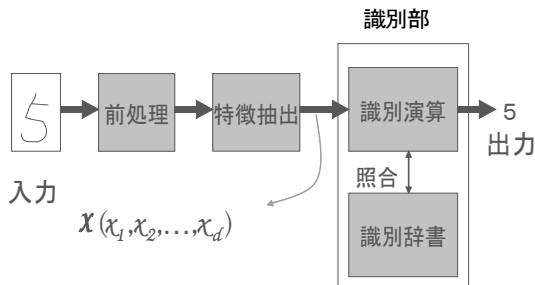 識別部
5
前処理
特徴抽出
識別演算
5
出力
入力
照合
x(x1,x2,…,xd)
識別辞書